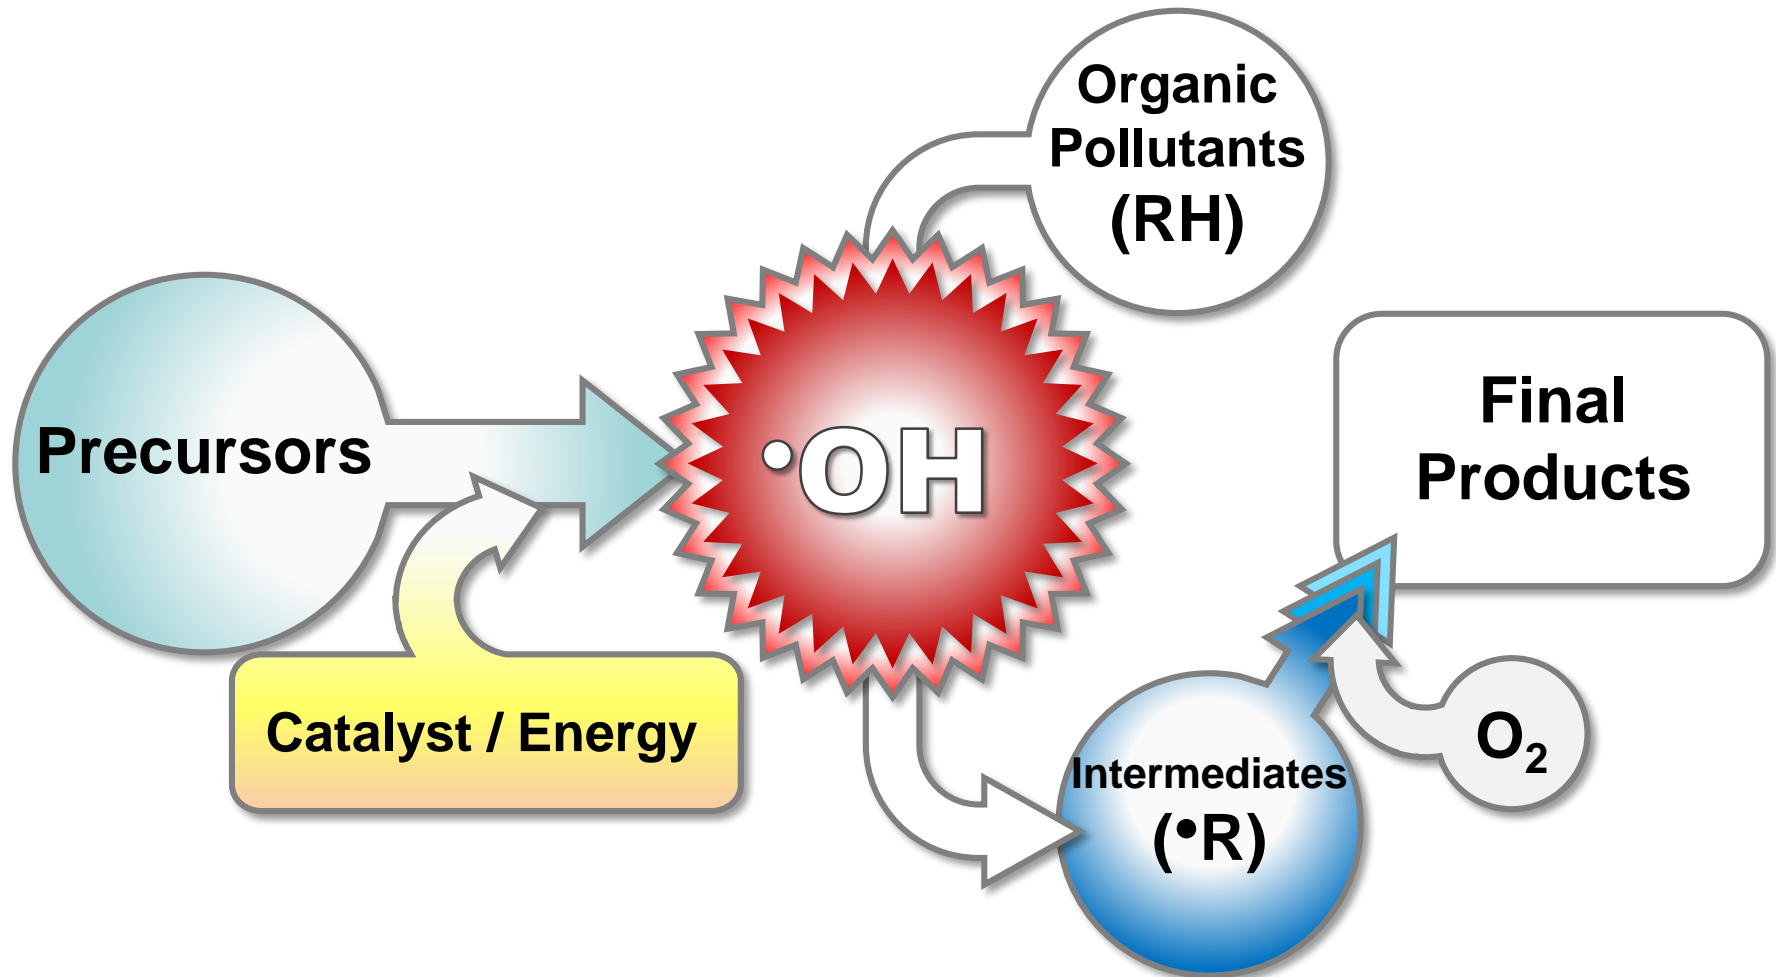 Organic
Pollutants
(RH)
Precursors
•OH
Final
Products
Catalyst / Energy
O₂
Intermediates
(•R)